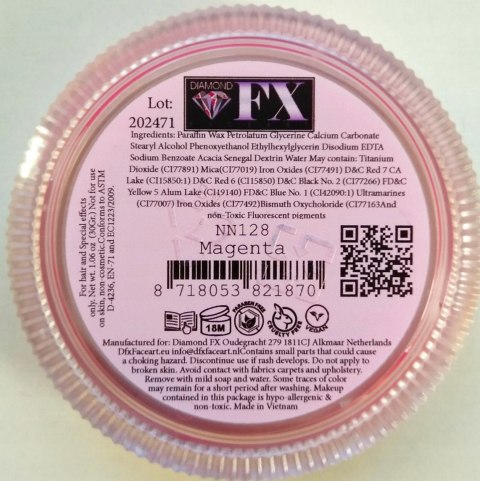 DIAMOND FX
Lot:
202471
Ingredients: Paraffin Wax Petrolatum Glycerine Calcium Carbonate
Stearyl Alcohol Phenoxyethanol Ethylhexylglycerin Disodium EDTA
Sodium Benzoate Acacia Senegal Dextrin Water May contain: Titanium
Dioxide (CI77891) Mica(CI77019) Iron Oxides (CI77491) D&C Red 7 CA
Lake (CI15850:1) D&C Red 6 (CI15850) D&C Black No. 2 (CI77266) FD&C
Yellow 5 Alum Lake (CI19140) FD&C Blue No. 1 (CI42090:1) Ultramarines
(CI77007) Iron Oxides (CI77492)Bismuth Oxycholoride (CI77163And
non-Toxic Fluorescent pigments
For hair and Special effects
only. Net wt. 1.06 oz (30Gr.) Not for use
on skin, non-cosmetic.Conforms to ASTM
D-4236, EN-71 and EC1223/2009.
NN128
Magenta
8 718053 821870
18M
PARABEN FREE
CRUELTY FREE
VEGAN
Manufactured for: Diamond FX Oudegracht 279 1811CJ Alkmaar Netherlands
DfxFaceart.eu info@dfxfaceart.nlContains small parts that could cause
a choking hazard. Discontinue use if rash develops. Do not apply to
broken skin. Avoid contact with fabrics carpets and upholstery.
Remove with mild soap and water. Some traces of color
may remain for a short period after washing. Makeup
contained in this package is hypo-allergenic &
non-toxic. Made in Vietnam